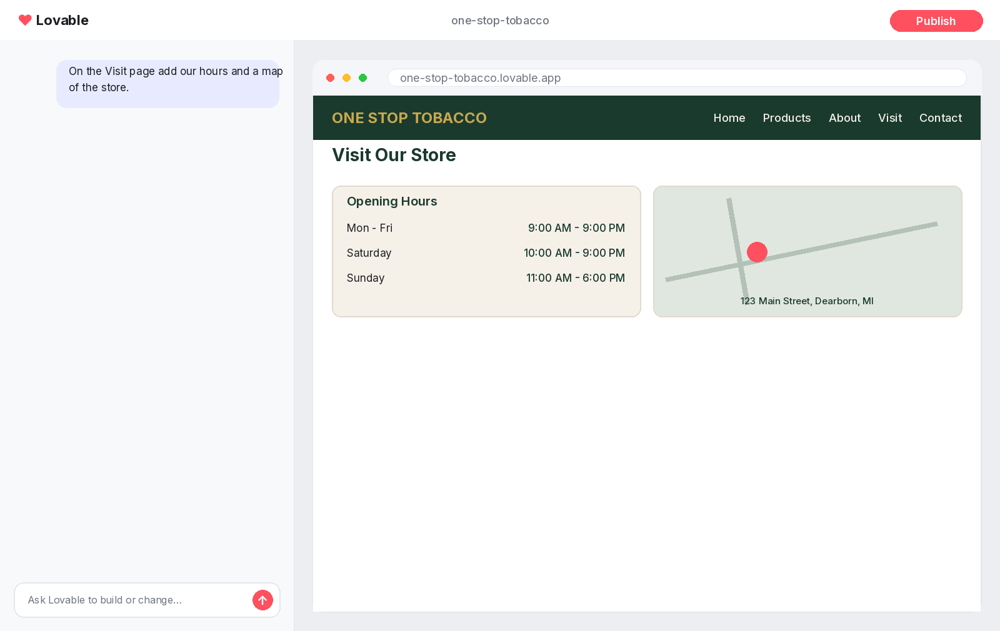 Lovable
one-stop-tobacco
Publish
On the Visit page add our hours and a map
of the store.
Ask Lovable to build or change...
one-stop-tobacco.lovable.app
ONE STOP TOBACCO
Home Products About Visit Contact
Visit Our Store
Opening Hours
Mon - Fri 9:00 AM - 9:00 PM
Saturday 10:00 AM - 9:00 PM
Sunday 11:00 AM - 6:00 PM
123 Main Street, Dearborn, MI